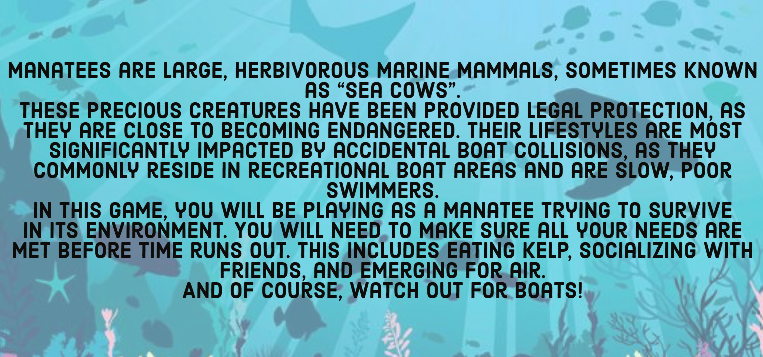 MANATEES ARE LARGE, HERBIVOROUS MARINE MAMMALS, SOMETIMES KNOWN
AS “SEA COWS”.
THESE PRECIOUS CREATURES HAVE BEEN PROVIDED LEGAL PROTECTION, AS
THEY ARE CLOSE TO BECOMING ENDANGERED. THEIR LIFESTYLES ARE MOST
SIGNIFICANTLY IMPACTED BY ACCIDENTAL BOAT COLLISIONS, AS THEY
COMMONLY RESIDE IN RECREATIONAL BOAT AREAS AND ARE SLOW, POOR
SWIMMERS.
IN THIS GAME, YOU WILL BE PLAYING AS A MANATEE TRYING TO SURVIVE
IN ITS ENVIRONMENT. YOU WILL NEED TO MAKE SURE ALL YOUR NEEDS ARE
MET BEFORE TIME RUNS OUT. THIS INCLUDES EATING KELP, SOCIALIZING WITH
FRIENDS, AND EMERGING FOR AIR.
AND OF COURSE, WATCH OUT FOR BOATS!